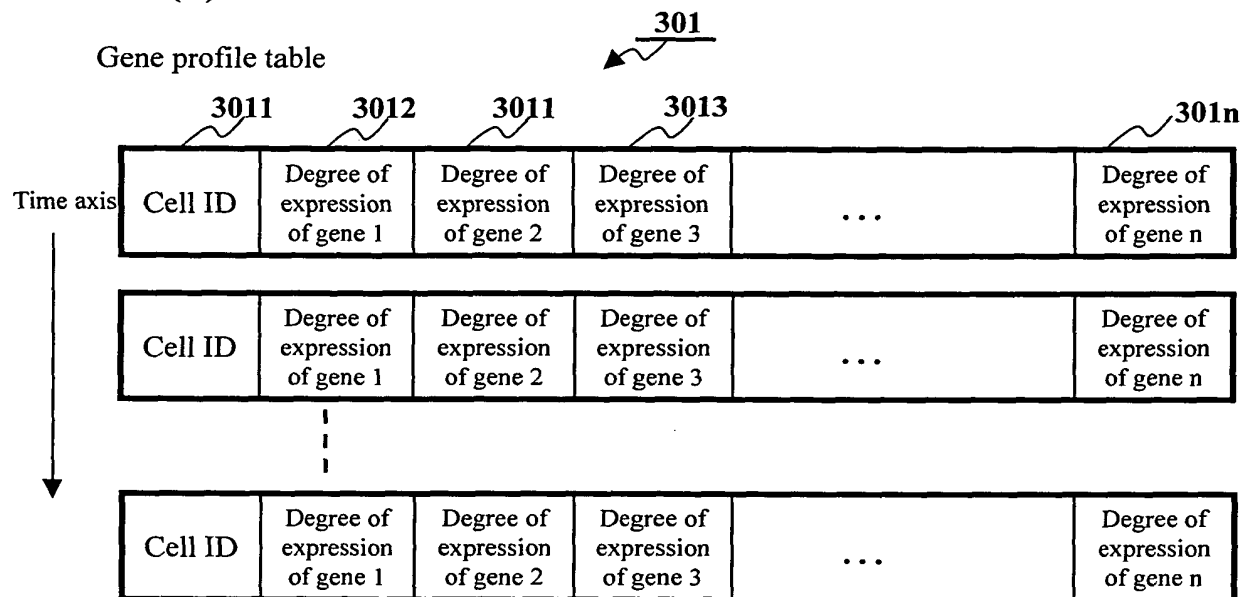 301
Gene profile table
3011 3012 3011 3013 301n
Time axis
Cell ID
Degree of
expression
of gene 1
Degree of
expression
of gene 2
Degree of
expression
of gene 3
...
Degree of
expression
of gene n
Cell ID
Degree of
expression
of gene 1
Degree of
expression
of gene 2
Degree of
expression
of gene 3
...
Degree of
expression
of gene n
Cell ID
Degree of
expression
of gene 1
Degree of
expression
of gene 2
Degree of
expression
of gene 3
...
Degree of
expression
of gene n